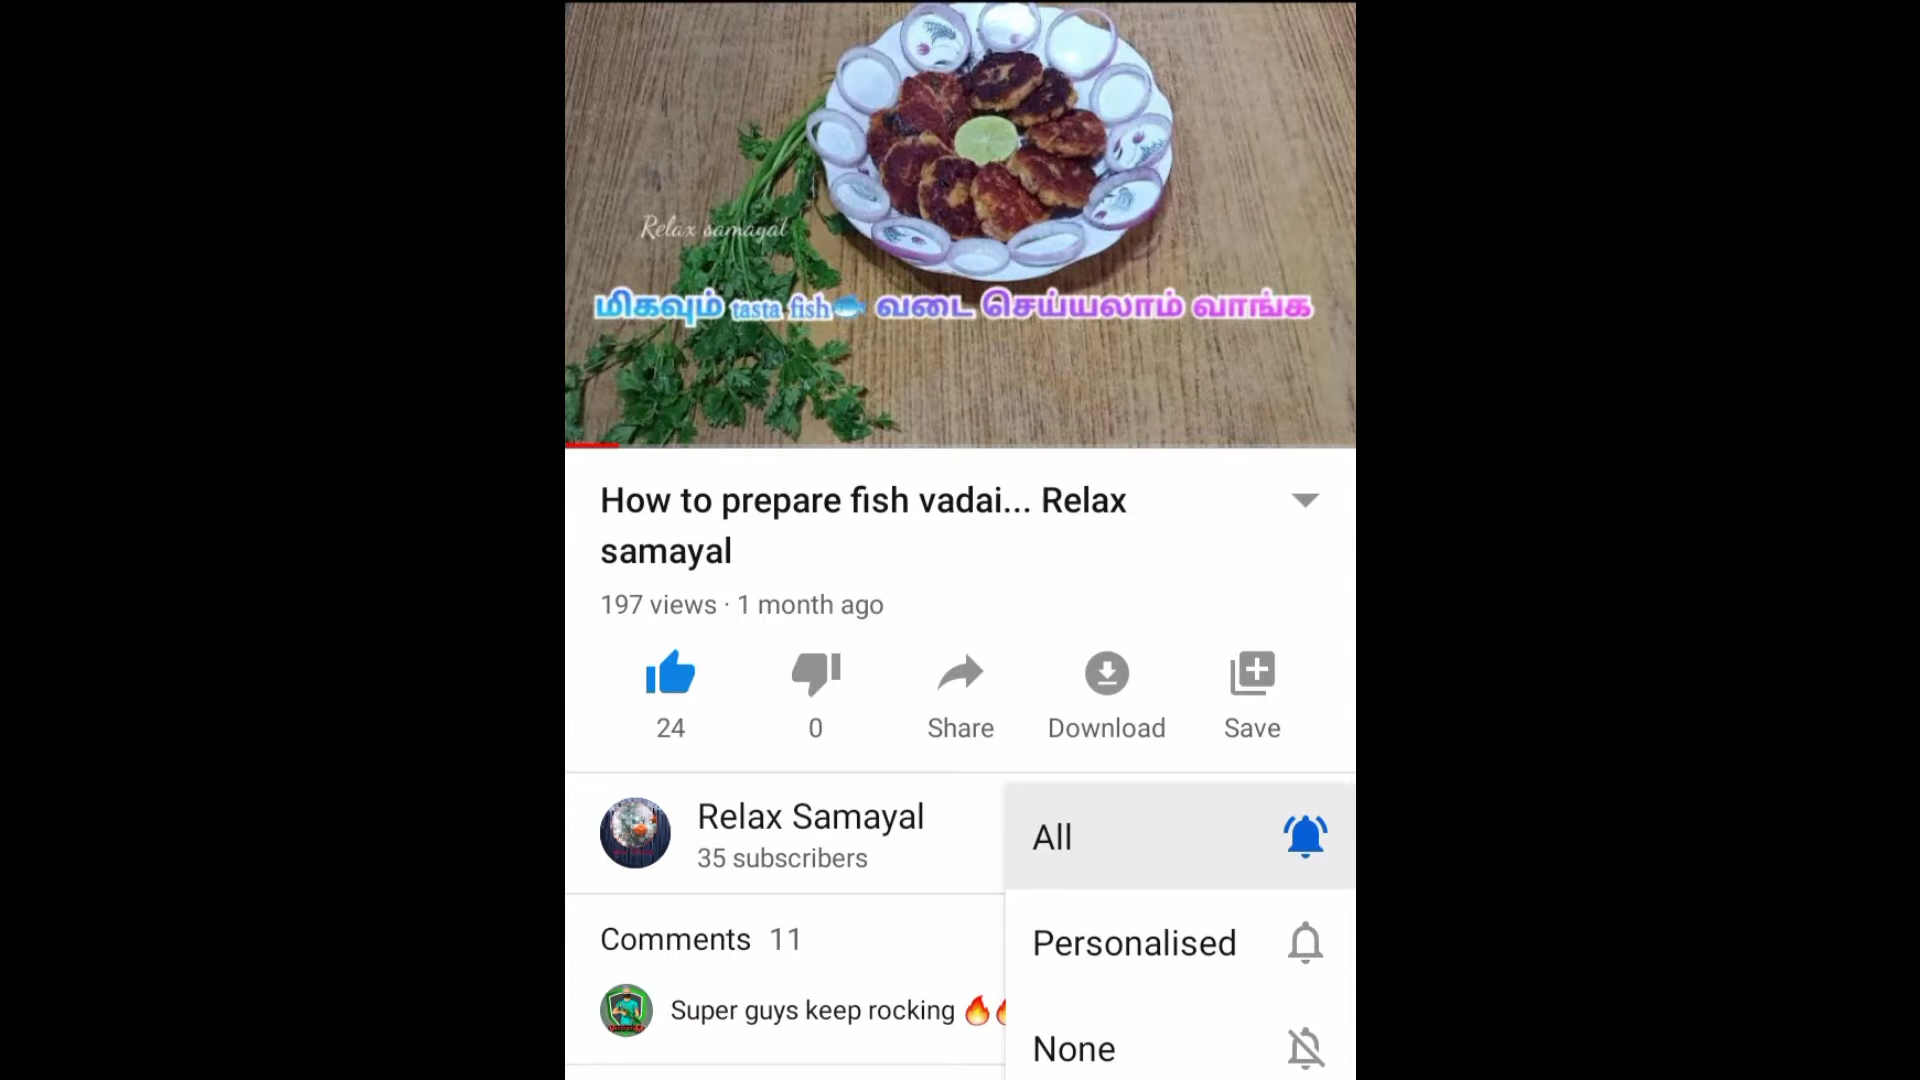 Relax samayal
மிகவும் tasta fish🐟 வடை செய்யலாம் வாங்க
How to prepare fish vadai... Relax
samayal
197 views · 1 month ago
24
0
Share
Download
Save
Relax Samayal
35 subscribers
All
Comments 11
Personalised
Super guys keep rocking 🔥🔥
None